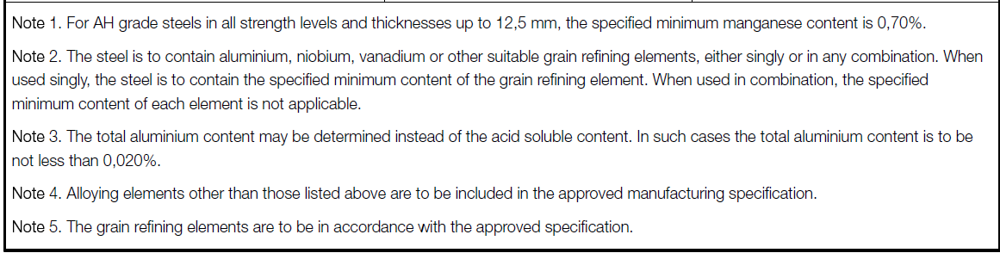 Note 1. For AH grade steels in all strength levels and thicknesses up to 12,5 mm, the specified minimum manganese content is 0,70%.
Note 2. The steel is to contain aluminium, niobium, vanadium or other suitable grain refining elements, either singly or in any combination. When
used singly, the steel is to contain the specified minimum content of the grain refining element. When used in combination, the specified
minimum content of each element is not applicable.
Note 3. The total aluminium content may be determined instead of the acid soluble content. In such cases the total aluminium content is to be
not less than 0,020%.
Note 4. Alloying elements other than those listed above are to be included in the approved manufacturing specification.
Note 5. The grain refining elements are to be in accordance with the approved specification.